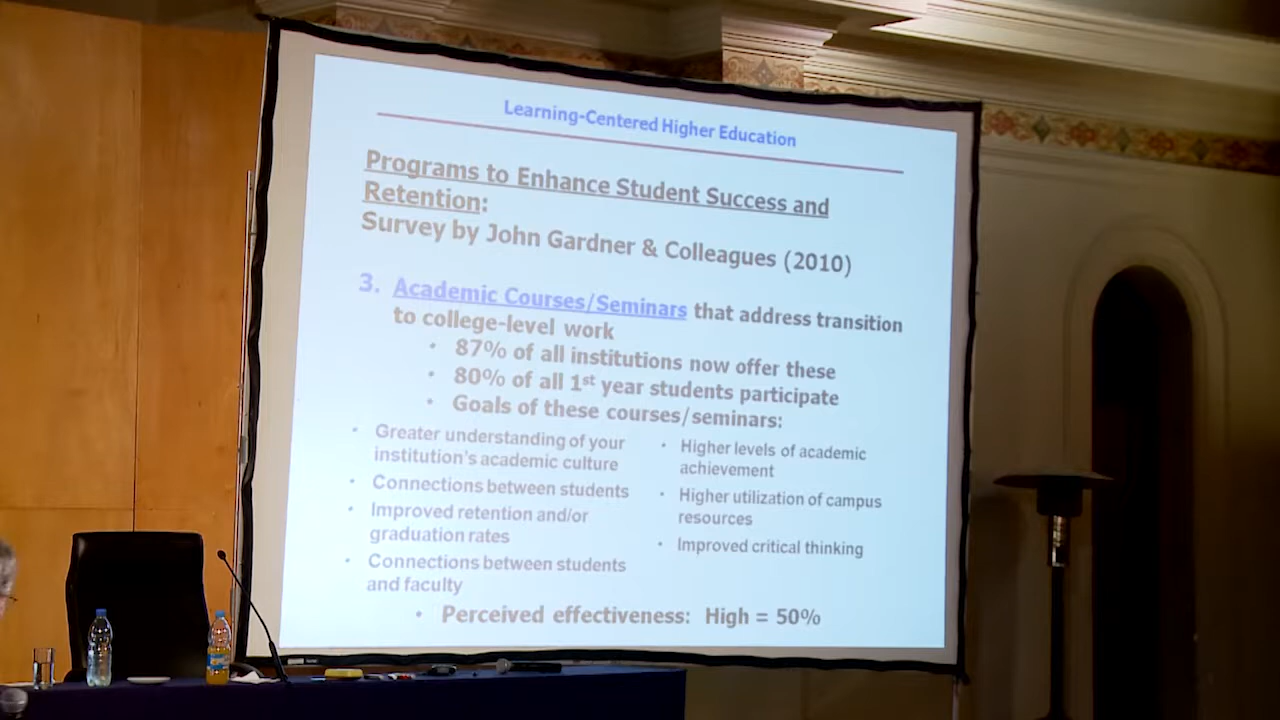 Learning-Centered Higher Education
Programs to Enhance Student Success and
Retention:
Survey by John Gardner & Colleagues (2010)
3. Academic Courses/Seminars that address transition
to college-level work
• 87% of all institutions now offer these
• 80% of all 1st year students participate
• Goals of these courses/seminars:
• Greater understanding of your
institution's academic culture
• Connections between students
• Improved retention and/or
graduation rates
• Connections between students
and faculty
• Higher levels of academic
achievement
• Higher utilization of campus
resources
• Improved critical thinking
• Perceived effectiveness: High = 50%